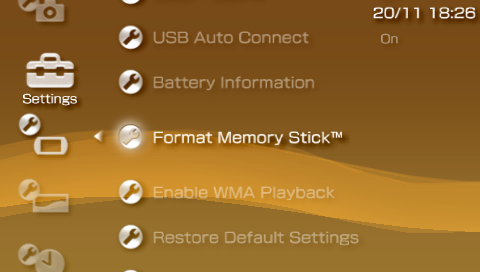 20/11 18:26
USB Auto Connect
On
Battery Information
Settings
Format Memory Stick™
Enable WMA Playback
Restore Default Settings